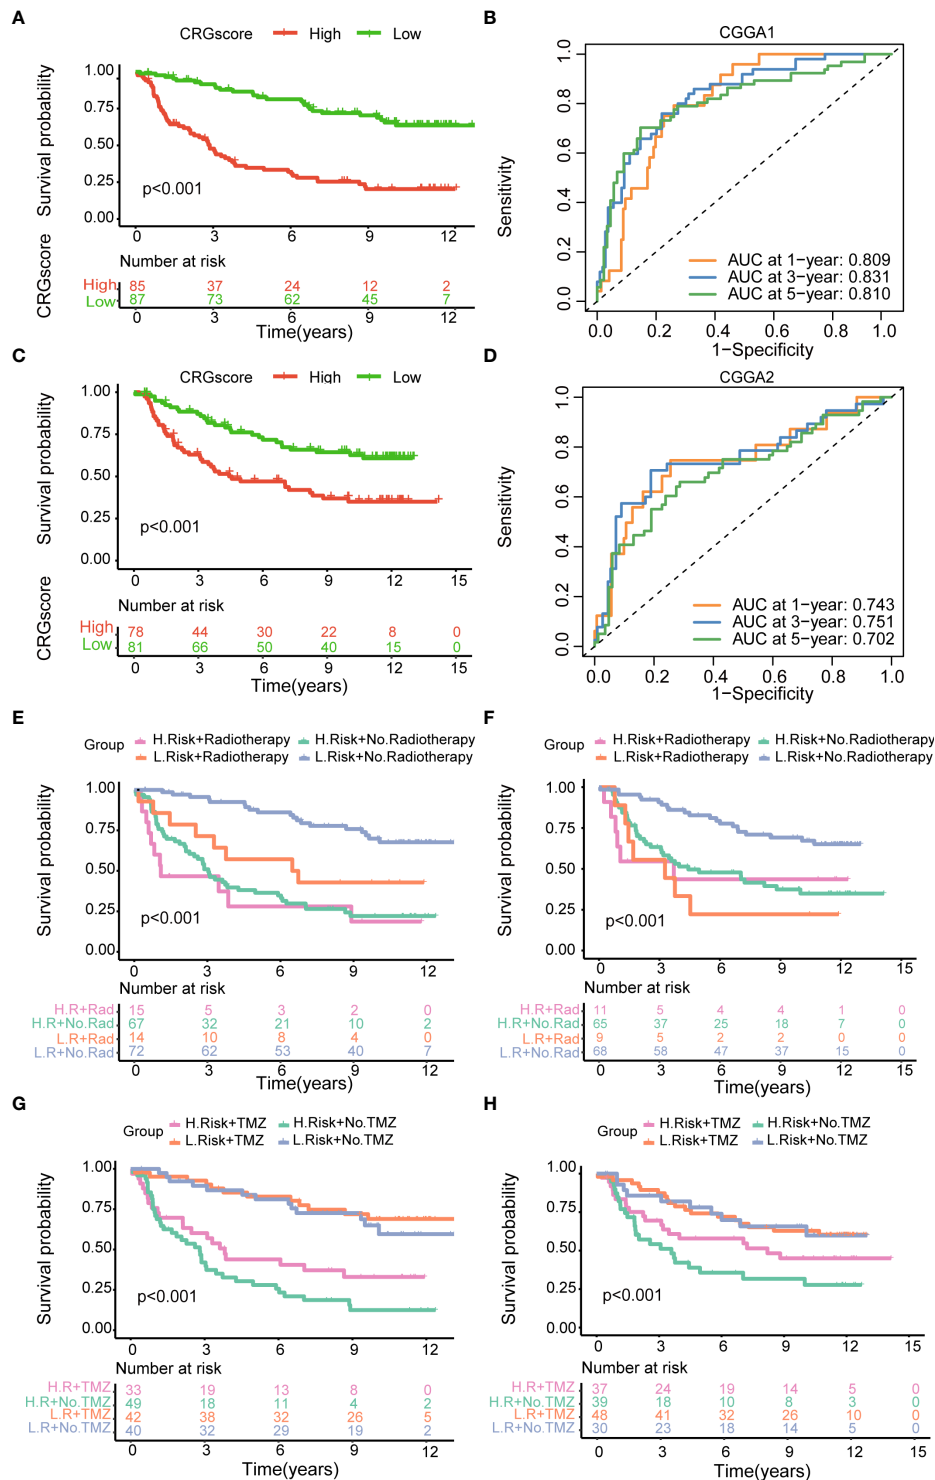 A
CRGscore High Low
Survival probability
1.00
0.75
0.50
0.25
0.00
p<0.001
0 3 6 9 12
Number at risk
CRGscore
High 85 37 24 12 2
Low 87 73 62 45 7
0 3 6 9 12
Time(years)
B
CGGA1
Sensitivity
1.0
0.8
0.6
0.4
0.2
0.0
AUC at 1-year: 0.809
AUC at 3-year: 0.831
AUC at 5-year: 0.810
0.0 0.2 0.4 0.6 0.8 1.0
1-Specificity
C
CRGscore High Low
Survival probability
1.00
0.75
0.50
0.25
0.00
p<0.001
0 3 6 9 12 15
Number at risk
CRGscore
High 78 44 30 22 8 0
Low 81 66 50 40 15 0
0 3 6 9 12 15
Time(years)
D
CGGA2
Sensitivity
1.0
0.8
0.6
0.4
0.2
0.0
AUC at 1-year: 0.743
AUC at 3-year: 0.751
AUC at 5-year: 0.702
0.0 0.2 0.4 0.6 0.8 1.0
1-Specificity
E
Group
H.Risk+Radiotherapy H.Risk+No.Radiotherapy
L.Risk+Radiotherapy L.Risk+No.Radiotherapy
Survival probability
1.00
0.75
0.50
0.25
0.00
p<0.001
0 3 6 9 12
Number at risk
H.R+Rad 15 5 3 2 0
H.R+No.Rad 67 32 21 10 2
L.R+Rad 14 10 8 4 0
L.R+No.Rad 72 62 53 40 7
0 3 6 9 12
Time(years)
F
Group
H.Risk+Radiotherapy H.Risk+No.Radiotherapy
L.Risk+Radiotherapy L.Risk+No.Radiotherapy
Survival probability
1.00
0.75
0.50
0.25
0.00
p<0.001
0 3 6 9 12 15
Number at risk
H.R+Rad 11 5 4 4 1 0
H.R+No.Rad 65 37 25 18 7 0
L.R+Rad 9 5 2 2 0 0
L.R+No.Rad 68 58 47 37 15 0
0 3 6 9 12 15
Time(years)
G
Group
H.Risk+TMZ H.Risk+No.TMZ
L.Risk+TMZ L.Risk+No.TMZ
Survival probability
1.00
0.75
0.50
0.25
0.00
p<0.001
0 3 6 9 12
Number at risk
H.R+TMZ 33 19 13 8 0
H.R+No.TMZ 49 18 11 4 2
L.R+TMZ 42 38 32 26 5
L.R+No.TMZ 40 32 29 19 2
0 3 6 9 12
Time(years)
H
Group
H.Risk+TMZ H.Risk+No.TMZ
L.Risk+TMZ L.Risk+No.TMZ
Survival probability
1.00
0.75
0.50
0.25
0.00
p<0.001
0 3 6 9 12 15
Number at risk
H.R+TMZ 37 24 19 14 5 0
H.R+No.TMZ 39 18 10 8 3 0
L.R+TMZ 48 41 32 26 10 0
L.R+No.TMZ 30 23 18 14 5 0
0 3 6 9 12 15
Time(years)